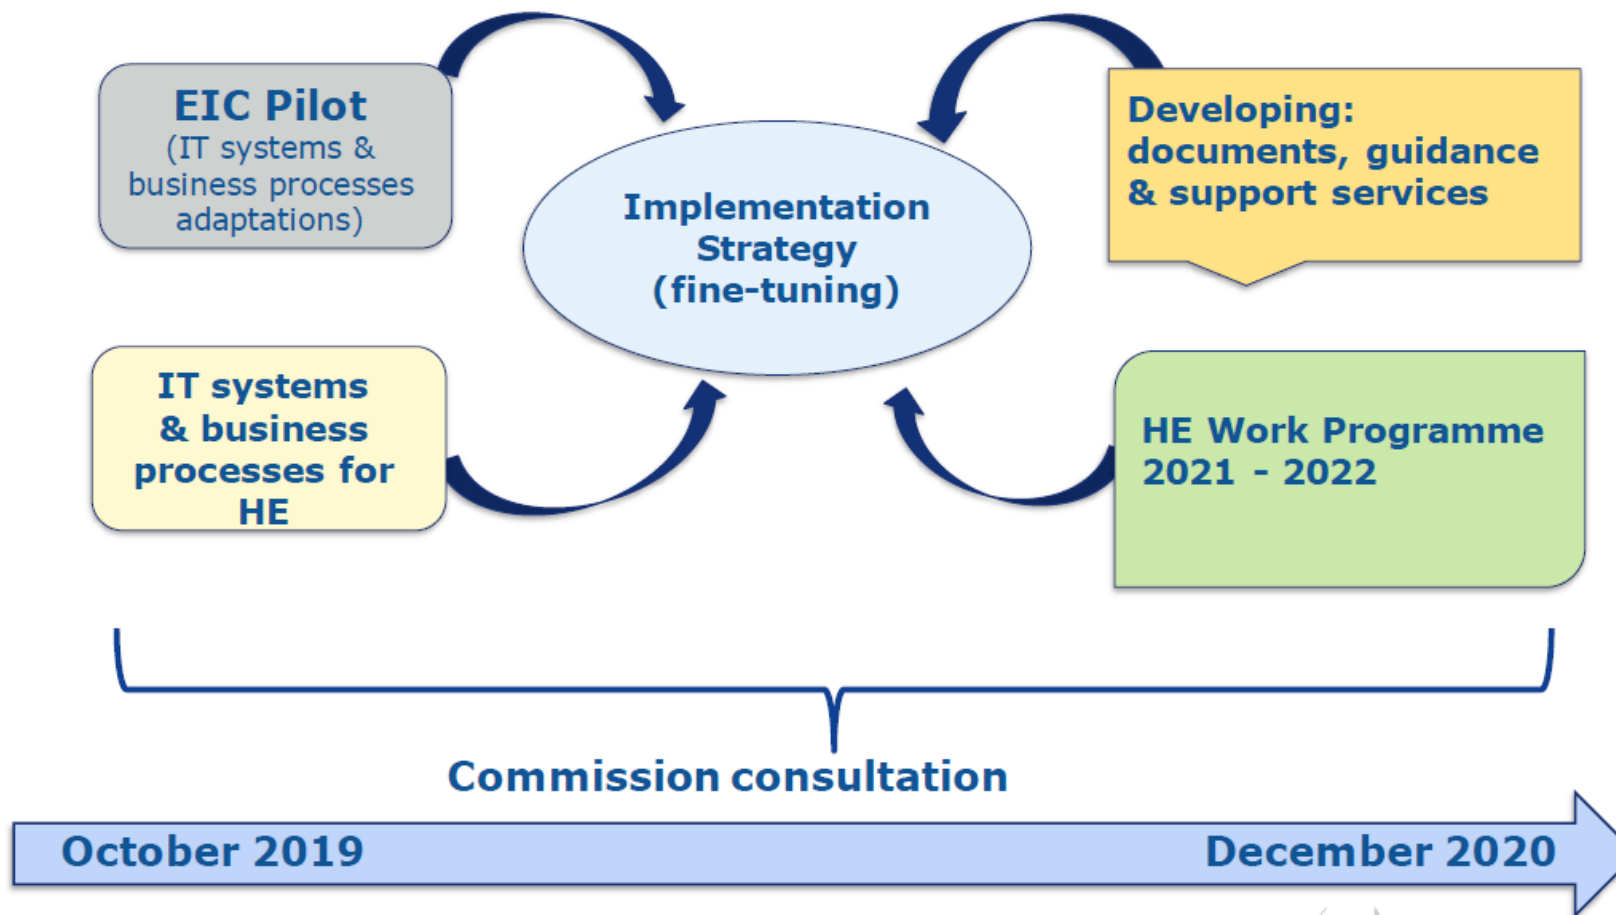 EIC Pilot
(IT systems &
business processes
adaptations)
Developing:
documents, guidance
& support services
Implementation
Strategy
(fine-tuning)
IT systems
& business
processes for
HE
HE Work Programme
2021 - 2022
Commission consultation
October 2019
December 2020